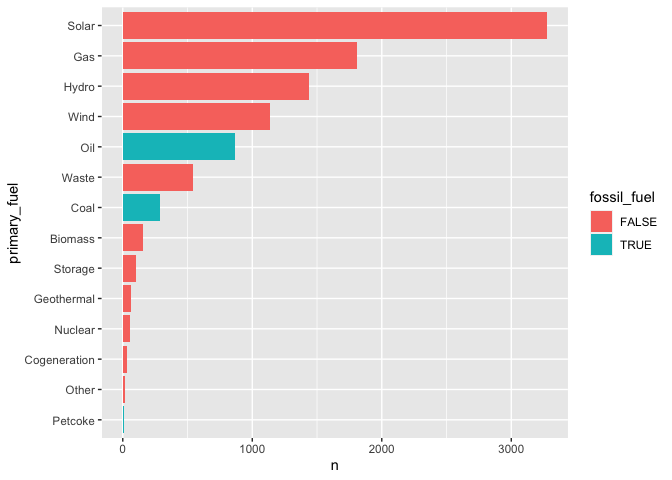 Solar
Gas
Hydro
Wind
Oil
Waste
Coal
Biomass
Storage
Geothermal
Nuclear
Cogeneration
Other
Petcoke
primary_fuel
0 1000 2000 3000
n
fossil_fuel
FALSE
TRUE